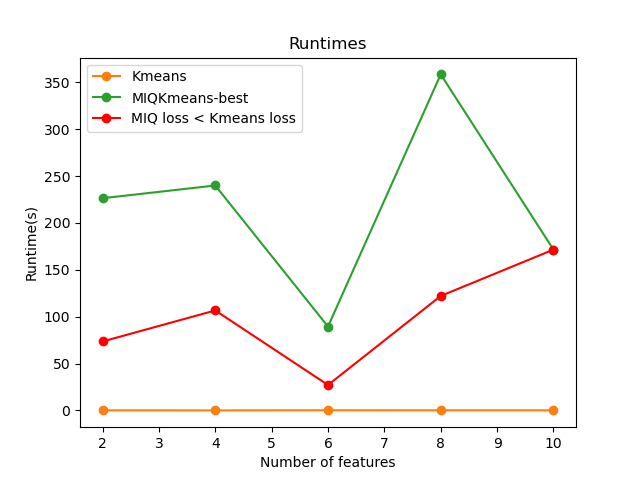 Runtimes
Kmeans
MIQKmeans-best
MIQ loss < Kmeans loss
Runtime(s)
350
300
250
200
150
100
50
0
2 3 4 5 6 7 8 9 10
Number of features